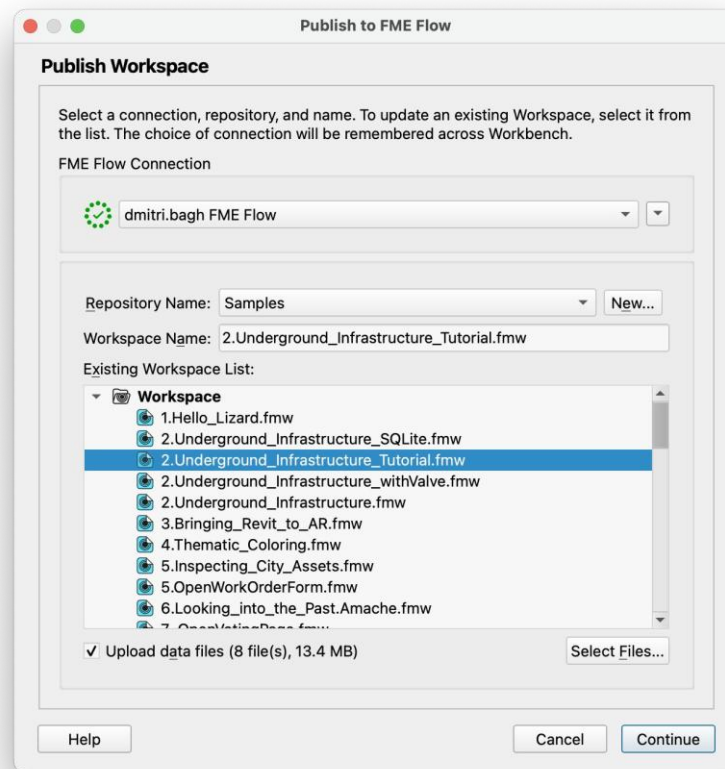 Publish to FME Flow
Publish Workspace
Select a connection, repository, and name. To update an existing Workspace, select it from
the list. The choice of connection will be remembered across Workbench.
FME Flow Connection
dmitri.bagh FME Flow
Repository Name: Samples New...
Workspace Name: 2.Underground_Infrastructure_Tutorial.fmw
Existing Workspace List:
Workspace
1.Hello_Lizard.fmw
2.Underground_Infrastructure_SQLite.fmw
2.Underground_Infrastructure_Tutorial.fmw
2.Underground_Infrastructure_withValve.fmw
2.Underground_Infrastructure.fmw
3.Bringing_Revit_to_AR.fmw
4.Thematic_Coloring.fmw
5.Inspecting_City_Assets.fmw
5.OpenWorkOrderForm.fmw
6.Looking_into_the_Past.Amache.fmw
Upload data files (8 file(s), 13.4 MB) Select Files...
Help Cancel Continue